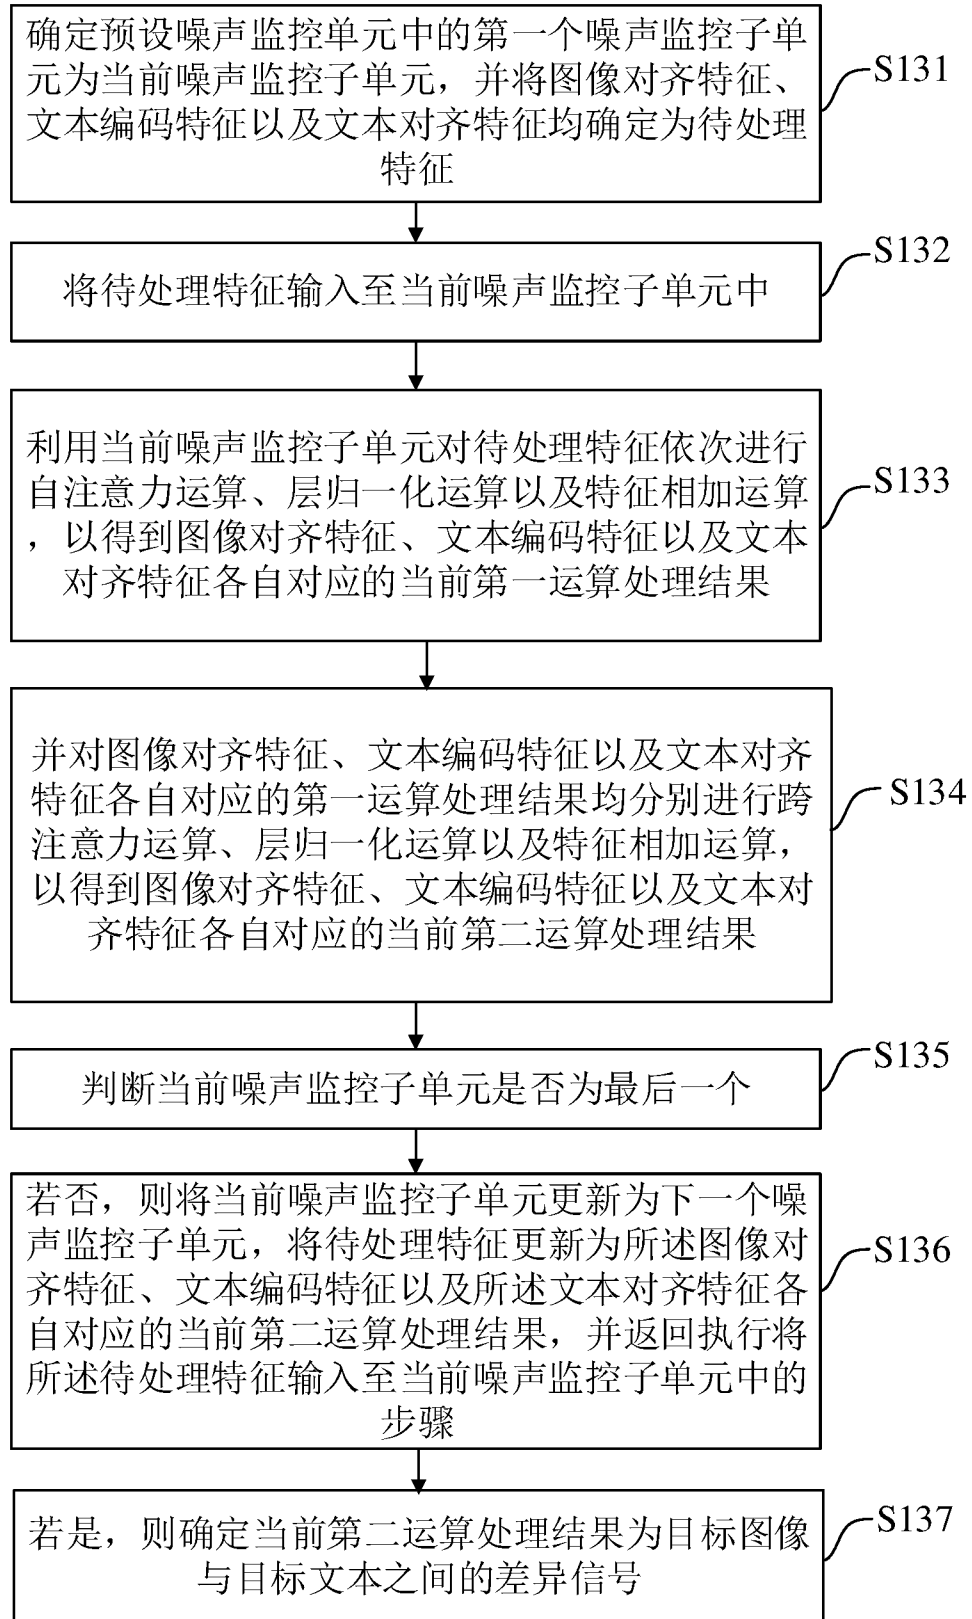 确定预设噪声监控单元中的第一个噪声监控子单
元为当前噪声监控子单元，并将图像对齐特征、
文本编码特征以及文本对齐特征均确定为待处理
特征
S131
将待处理特征输入至当前噪声监控子单元中
S132
利用当前噪声监控子单元对待处理特征依次进行
自注意力运算、层归一化运算以及特征相加运算
，以得到图像对齐特征、文本编码特征以及文本
对齐特征各自对应的当前第一运算处理结果
S133
并对图像对齐特征、文本编码特征以及文本对齐
特征各自对应的第一运算处理结果均分别进行跨
注意力运算、层归一化运算以及特征相加运算，
以得到图像对齐特征、文本编码特征以及文本对
齐特征各自对应的当前第二运算处理结果
S134
判断当前噪声监控子单元是否为最后一个
S135
若否，则将当前噪声监控子单元更新为下一个噪
声监控子单元，将待处理特征更新为所述图像对
齐特征、文本编码特征以及所述文本对齐特征各
自对应的当前第二运算处理结果，并返回执行将
所述待处理特征输入至当前噪声监控子单元中的
步骤
S136
若是，则确定当前第二运算处理结果为目标图像
与目标文本之间的差异信号
S137